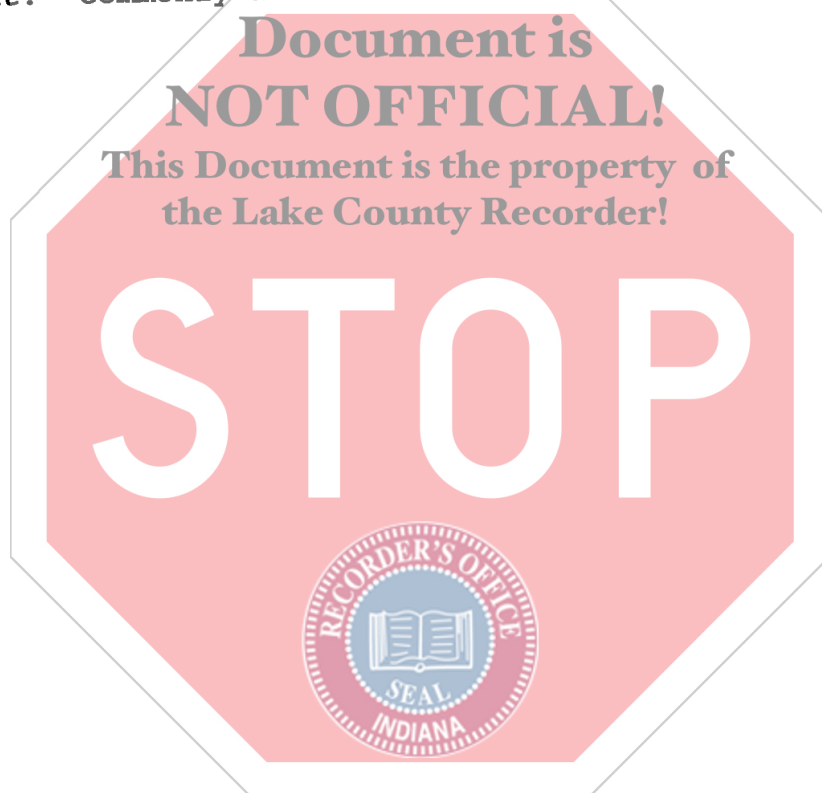 Document is
NOT OFFICIAL!
This Document is the property of
the Lake County Recorder!
STOP
RECORDER'S OFFICE
SEAL
INDIANA